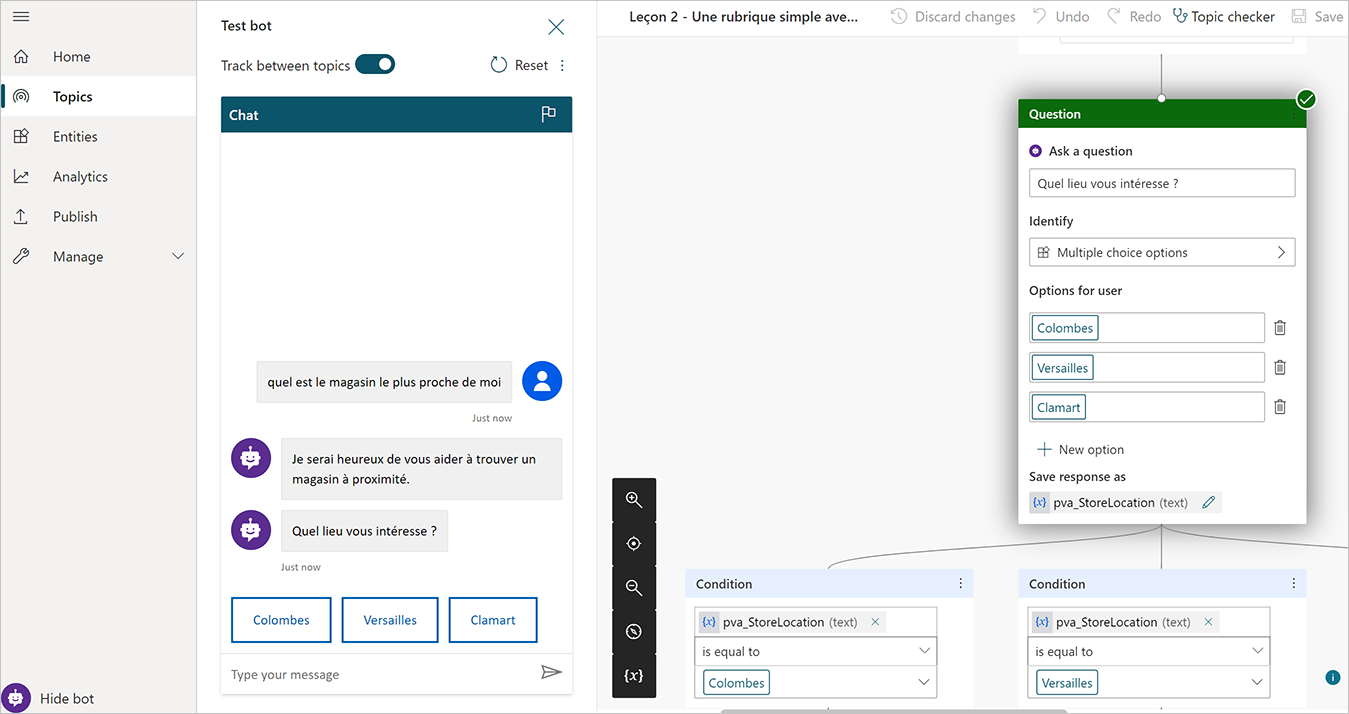 Home
Topics
Entities
Analytics
Publish
Manage
Hide bot
Test bot
Track between topics
Reset
Chat
quel est le magasin le plus proche de moi
Just now
Je serai heureux de vous aider à trouver un
magasin à proximité.
Quel lieu vous intéresse ?
Just now
Colombes Versailles Clamart
Type your message
Leçon 2 - Une rubrique simple ave... Discard changes Undo Redo Topic checker Save
Question
Ask a question
Quel lieu vous intéresse ?
Identify
Multiple choice options
Options for user
Colombes
Versailles
Clamart
New option
Save response as
{x} pva_StoreLocation (text)
{x}
Condition
{x} pva_StoreLocation (text)
is equal to
Colombes
Condition
{x} pva_StoreLocation (text)
is equal to
Versailles